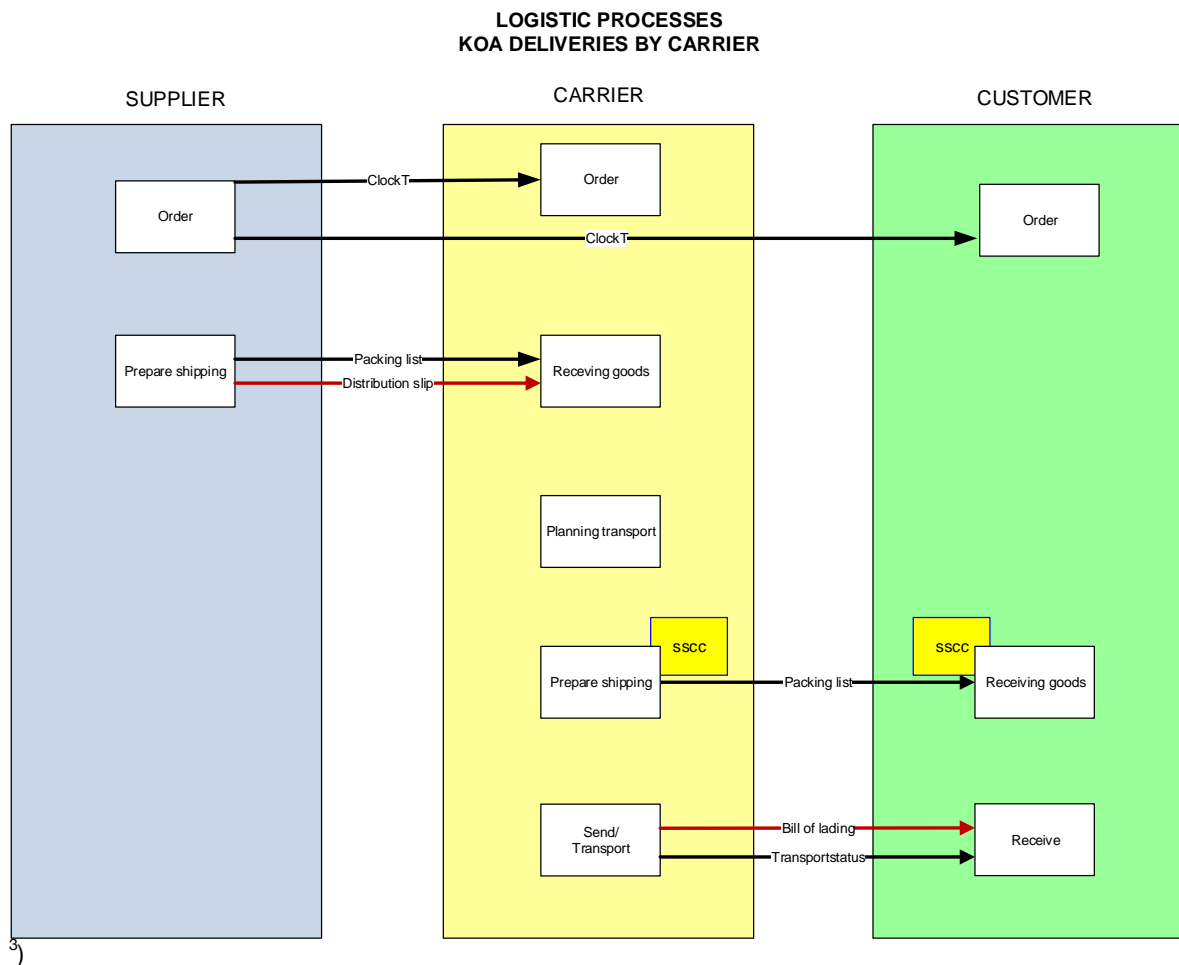 LOGISTIC PROCESSES
KOA DELIVERIES BY CARRIER
SUPPLIER
CARRIER
CUSTOMER
Order
ClockT
Order
ClockT
Order
Prepare shipping
Packing list
Distribution slip
Receving goods
Planning transport
sscc
Prepare shipping
Packing list
sscc
Receiving goods
Send/
Transport
Bill of lading
Transportstatus
Receive
3)